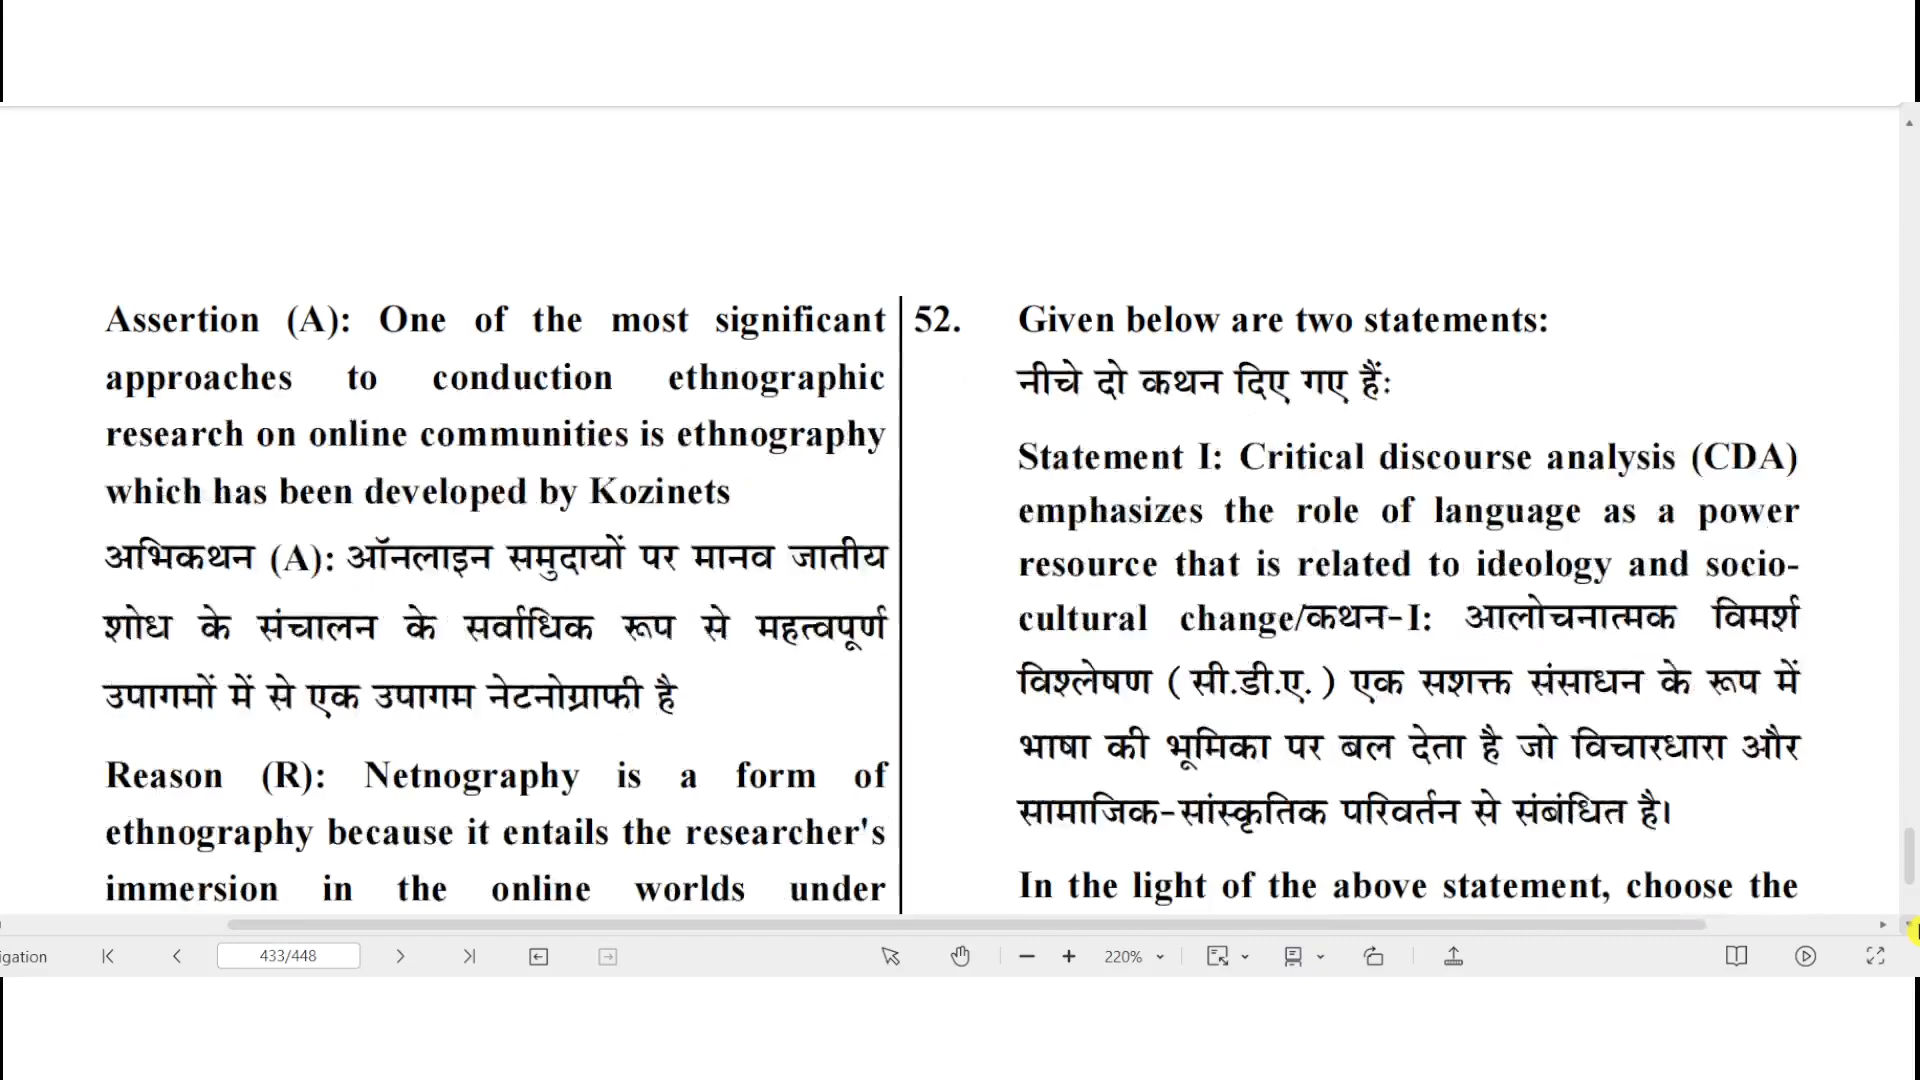 Assertion (A): One of the most significant
approaches to conduction ethnographic
research on online communities is ethnography
which has been developed by Kozinets
अभिकथन (A): ऑनलाइन समुदायों पर मानव जातीय
शोध के संचालन के सर्वाधिक रूप से महत्वपूर्ण
उपागमों में से एक उपागम नेटनोग्राफी है
Reason (R): Netnography is a form of
ethnography because it entails the researcher's
immersion in the online worlds under
52. Given below are two statements:
नीचे दो कथन दिए गए हैं:
Statement I: Critical discourse analysis (CDA)
emphasizes the role of language as a power
resource that is related to ideology and socio-
cultural change/कथन-I: आलोचनात्मक विमर्श
विश्लेषण (सी.डी.ए.) एक सशक्त संसाधन के रूप में
भाषा की भूमिका पर बल देता है जो विचारधारा और
सामाजिक-सांस्कृतिक परिवर्तन से संबंधित है।
In the light of the above statement, choose the
igation 433/448 220%